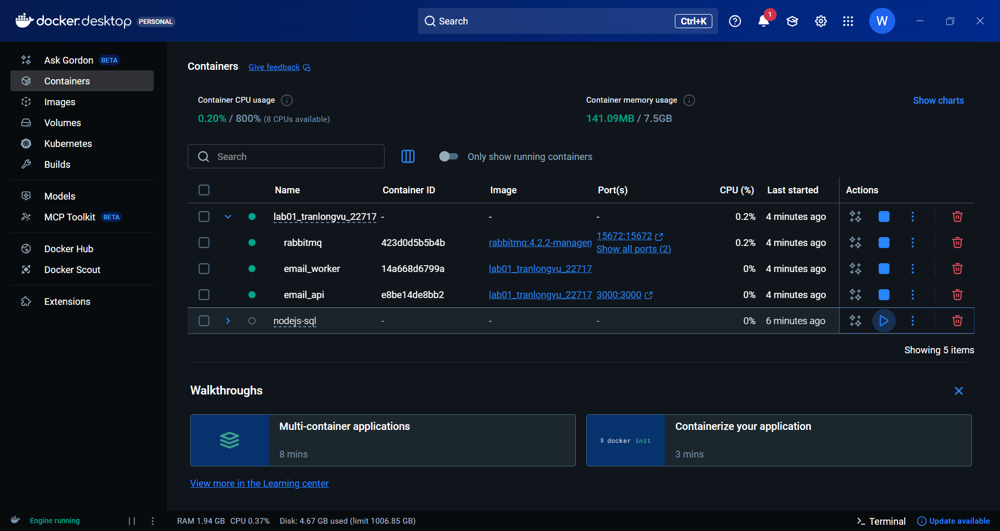 docker.desktop PERSONAL
Search Ctrl+K
1
W
Ask Gordon BETA
Containers
Images
Volumes
Kubernetes
Builds
Models
MCP Toolkit BETA
Docker Hub
Docker Scout
Extensions
Containers Give feedback
Container CPU usage
0.20% / 800% (8 CPUs available)
Container memory usage
141.09MB / 7.5GB
Show charts
Search
Only show running containers
Name Container ID Image Port(s) CPU (%) Last started Actions
lab01_tranlongvu_22717 - - - 0.2% 4 minutes ago
rabbitmq 423d0d5b5b4b rabbitmq:4.2.2-managen 15672:15672 0.2% 4 minutes ago
Show all ports (2)
email_worker 14a668d6799a lab01_tranlongvu_22717 0% 4 minutes ago
email_api e8be14de8bb2 lab01_tranlongvu_22717 3000:3000 0% 4 minutes ago
nodejs-sql - - - 0% 6 minutes ago
Showing 5 items
Walkthroughs
Multi-container applications
8 mins
$ docker init
Containerize your application
3 mins
View more in the Learning center
Engine running
RAM 1.94 GB CPU 0.37% Disk: 4.67 GB used (limit 1006.85 GB)
Terminal
Update available